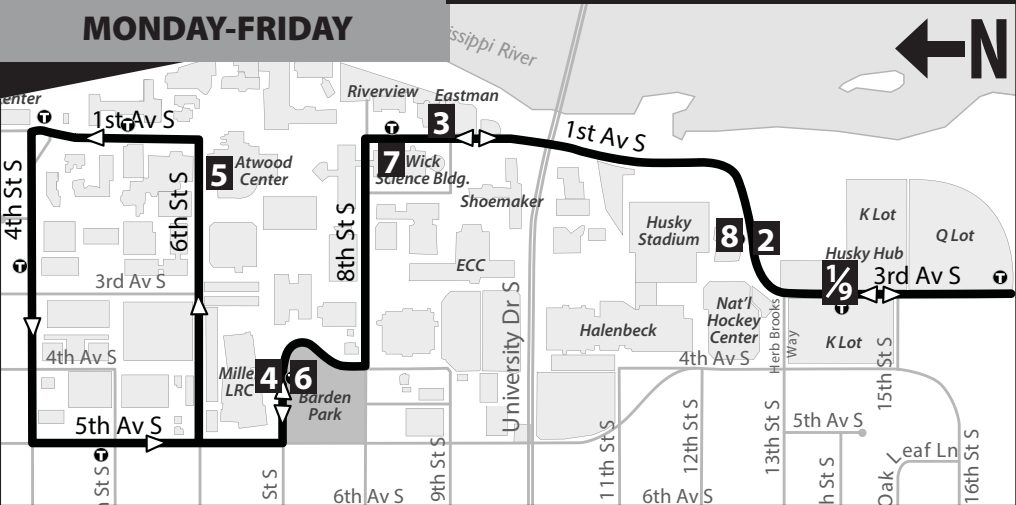 MONDAY-FRIDAY
issippi River
N
enter
T
T
1st Av S
Riverview
Eastman
T
3
1st Av S
4th St S
5
Atwood
Center
6th St S
7
Wick
Science Bldg.
Shoemaker
8th St S
Husky
Stadium
8
2
K Lot
Q Lot
Husky Hub
ECC
T
3rd Av S
1/9
3rd Av S
T
T
University Dr S
Halenbeck
Nat'l
Hockey
Center
Herb Brooks
Way
K Lot
15th St S
4th Av S
4th Av S
Mille
LRC
4
6
Barden
Park
5th Av S
T
5th Av S
h St S
St S
6th Av S
9th St S
11th St S
12th St S
6th Av S
13th St S
h St S
Oak Leaf Ln
16th St S